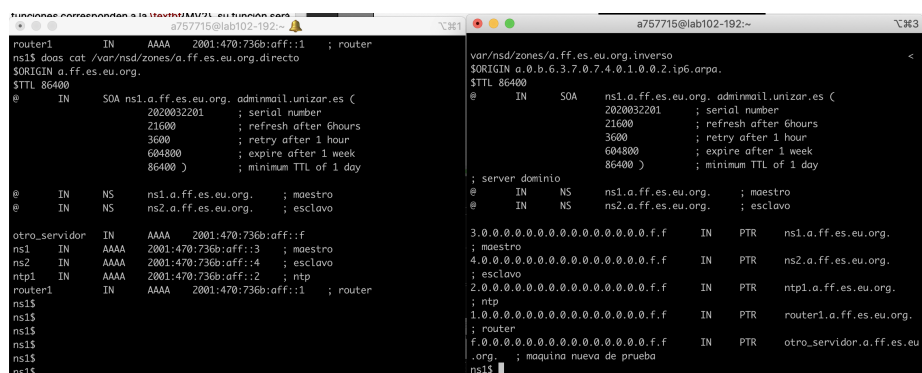 funciones corresponden a la \textbf{MV2}, su función será
a757715@lab102-192:~
⌥⌘1
router1 IN AAAA 2001:470:736b:aff::1 ; router
ns1$ doas cat /var/nsd/zones/a.ff.es.eu.org.directo
$ORIGIN a.ff.es.eu.org.
$TTL 86400
@ IN SOA ns1.a.ff.es.eu.org. adminmail.unizar.es (
2020032201 ; serial number
21600 ; refresh after 6hours
3600 ; retry after 1 hour
604800 ; expire after 1 week
86400 ) ; minimum TTL of 1 day
@ IN NS ns1.a.ff.es.eu.org. ; maestro
@ IN NS ns2.a.ff.es.eu.org. ; esclavo
otro_servidor IN AAAA 2001:470:736b:aff::f
ns1 IN AAAA 2001:470:736b:aff::3 ; maestro
ns2 IN AAAA 2001:470:736b:aff::4 ; esclavo
ntp1 IN AAAA 2001:470:736b:aff::2 ; ntp
router1 IN AAAA 2001:470:736b:aff::1 ; router
ns1$
ns1$
ns1$
ns1$
ns1$
ns1$
a757715@lab102-192:~
⌥⌘3
var/nsd/zones/a.ff.es.eu.org.inverso <
$ORIGIN a.0.b.6.3.7.0.7.4.0.1.0.0.2.ip6.arpa.
$TTL 86400
@ IN SOA ns1.a.ff.es.eu.org. adminmail.unizar.es (
2020032201 ; serial number
21600 ; refresh after 6hours
3600 ; retry after 1 hour
604800 ; expire after 1 week
86400 ) ; minimum TTL of 1 day
; server dominio
@ IN NS ns1.a.ff.es.eu.org. ; maestro
@ IN NS ns2.a.ff.es.eu.org. ; esclavo
3.0.0.0.0.0.0.0.0.0.0.0.0.0.0.0.f.f IN PTR ns1.a.ff.es.eu.org.
; maestro
4.0.0.0.0.0.0.0.0.0.0.0.0.0.0.0.f.f IN PTR ns2.a.ff.es.eu.org.
; esclavo
2.0.0.0.0.0.0.0.0.0.0.0.0.0.0.0.f.f IN PTR ntp1.a.ff.es.eu.org.
; ntp
1.0.0.0.0.0.0.0.0.0.0.0.0.0.0.0.f.f IN PTR router1.a.ff.es.eu.org.
; router
f.0.0.0.0.0.0.0.0.0.0.0.0.0.0.0.f.f IN PTR otro_servidor.a.ff.es.eu
.org. ; maquina nueva de prueba
ns1$